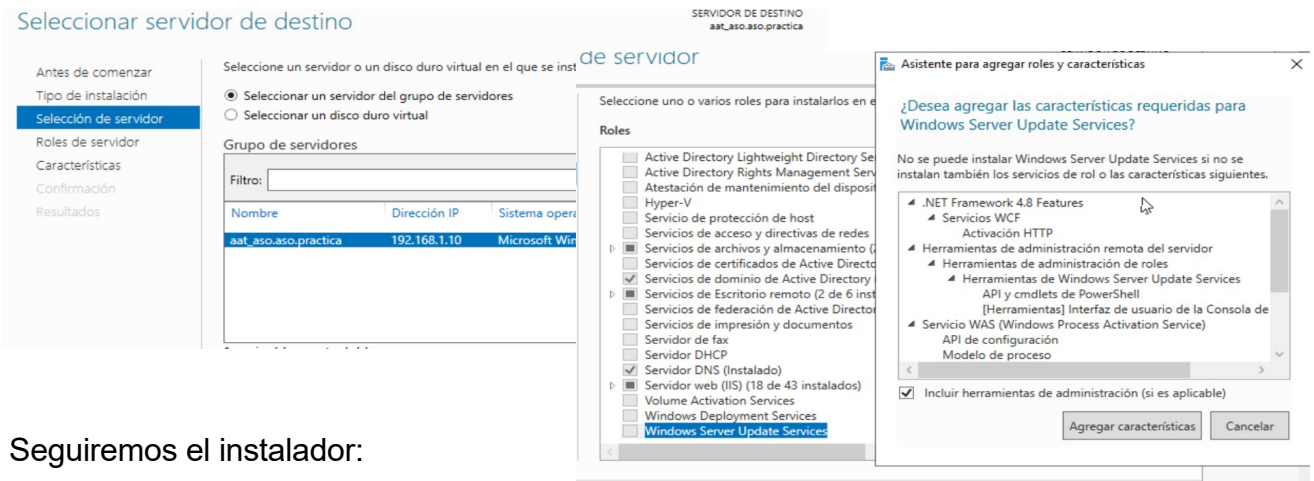 Seleccionar servidor de destino
SERVIDOR DE DESTINO
aat_aso.aso.practica
Antes de comenzar
Tipo de instalación
Selección de servidor
Roles de servidor
Características
Confirmación
Resultados
Seleccione un servidor o un disco duro virtual en el que se inst
Seleccionar un servidor del grupo de servidores
Seleccionar un disco duro virtual
Grupo de servidores
Filtro:
Nombre Dirección IP Sistema opera
aat_aso.aso.practica 192.168.1.10 Microsoft Win
de servidor
Seleccione uno o varios roles para instalarlos en e
Roles
Active Directory Lightweight Directory Se
Active Directory Rights Management Serv
Atestación de mantenimiento del disposit
Hyper-V
Servicio de protección de host
Servicios de acceso y directivas de redes
Servicios de archivos y almacenamiento (2
Servicios de certificados de Active Directo
Servicios de dominio de Active Directory (
Servicios de Escritorio remoto (2 de 6 inst
Servicios de federación de Active Director
Servicios de impresión y documentos
Servidor de fax
Servidor DHCP
Servidor DNS (Instalado)
Servidor web (IIS) (18 de 43 instalados)
Volume Activation Services
Windows Deployment Services
Windows Server Update Services
Asistente para agregar roles y características
¿Desea agregar las características requeridas para
Windows Server Update Services?
No se puede instalar Windows Server Update Services si no se
instalan también los servicios de rol o las características siguientes.
.NET Framework 4.8 Features
Servicios WCF
Activación HTTP
Herramientas de administración remota del servidor
Herramientas de administración de roles
Herramientas de Windows Server Update Services
API y cmdlets de PowerShell
[Herramientas] Interfaz de usuario de la Consola de
Servicio WAS (Windows Process Activation Service)
API de configuración
Modelo de proceso
Incluir herramientas de administración (si es aplicable)
Agregar características Cancelar
Seguiremos el instalador: